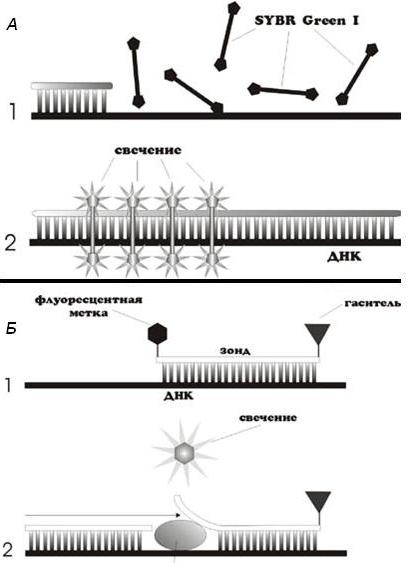 А
SYBR Green I
1
свечение
2
ДНК
Б
флуоресцентная
метка
гаситель
зонд
1
ДНК
свечение
2